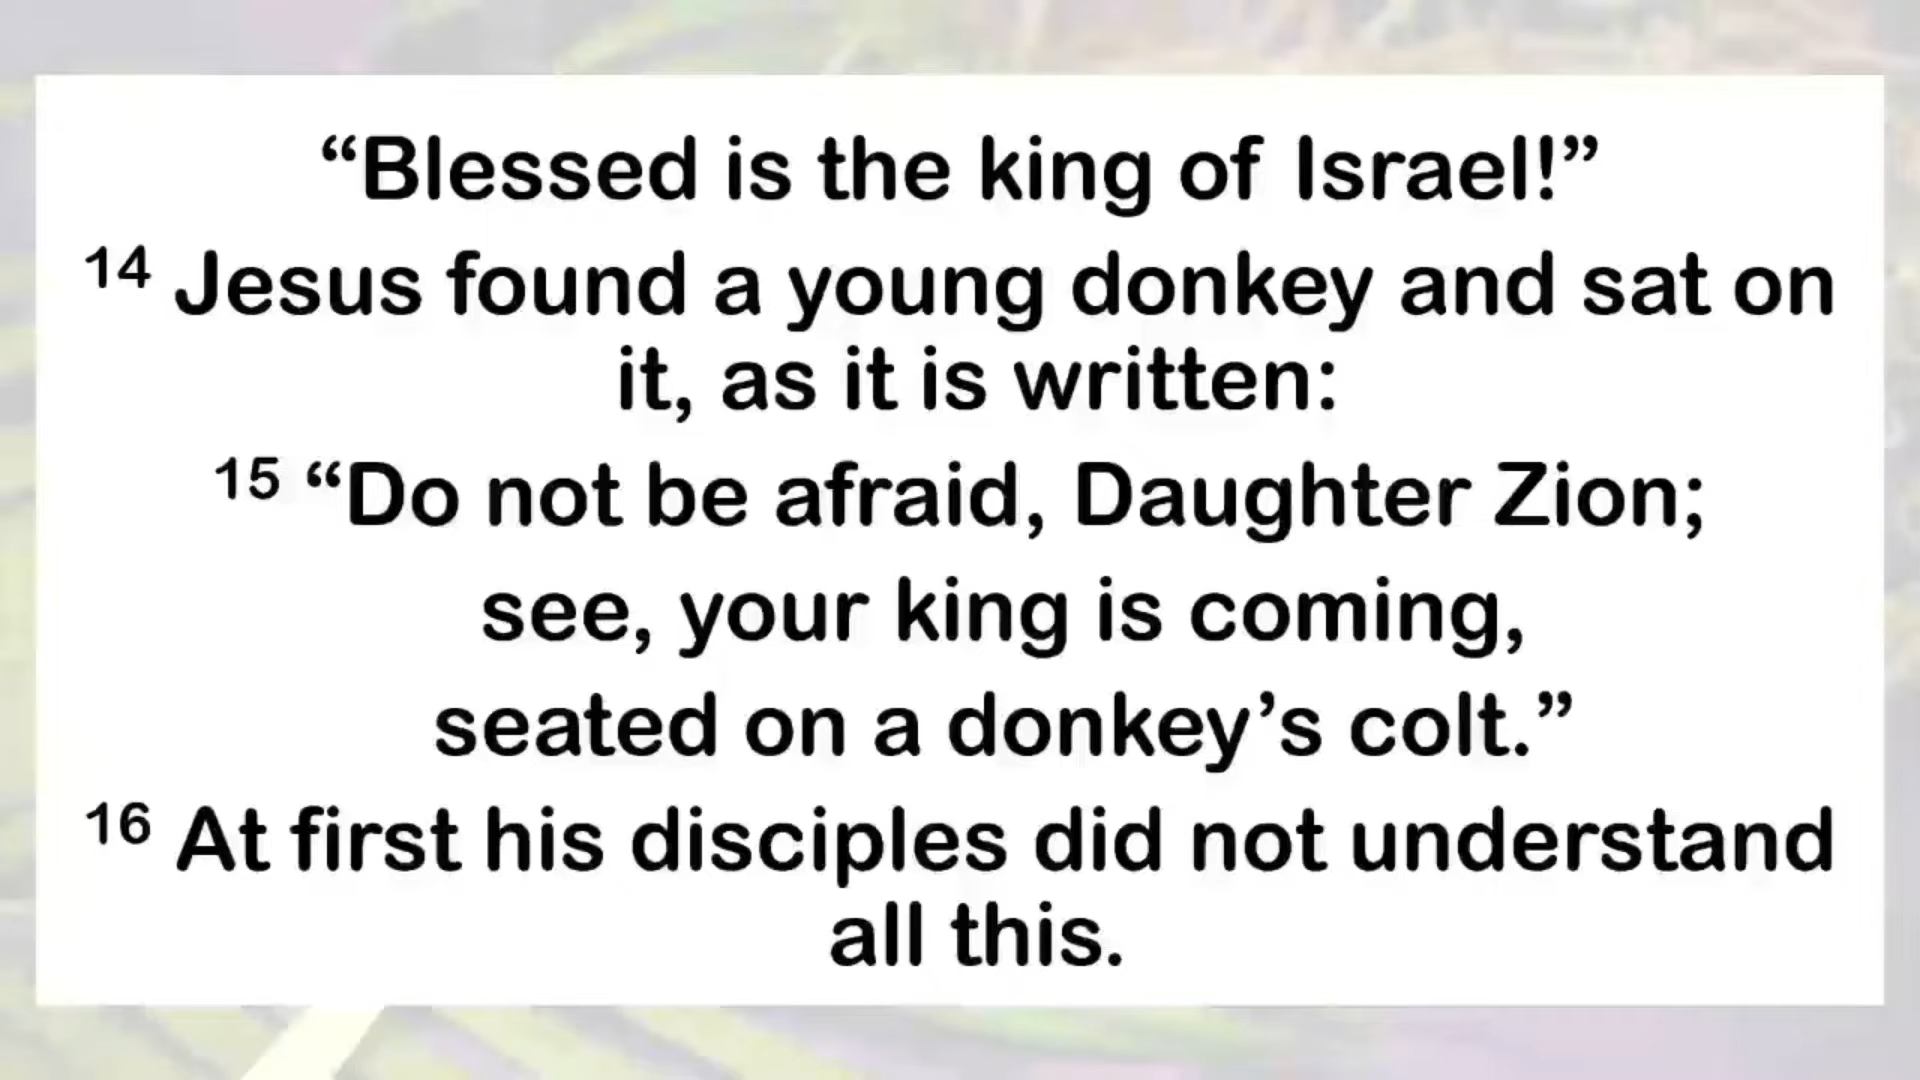 “Blessed is the king of Israel!”
14 Jesus found a young donkey and sat on
it, as it is written:
15 “Do not be afraid, Daughter Zion;
see, your king is coming,
seated on a donkey’s colt.”
16 At first his disciples did not understand
all this.